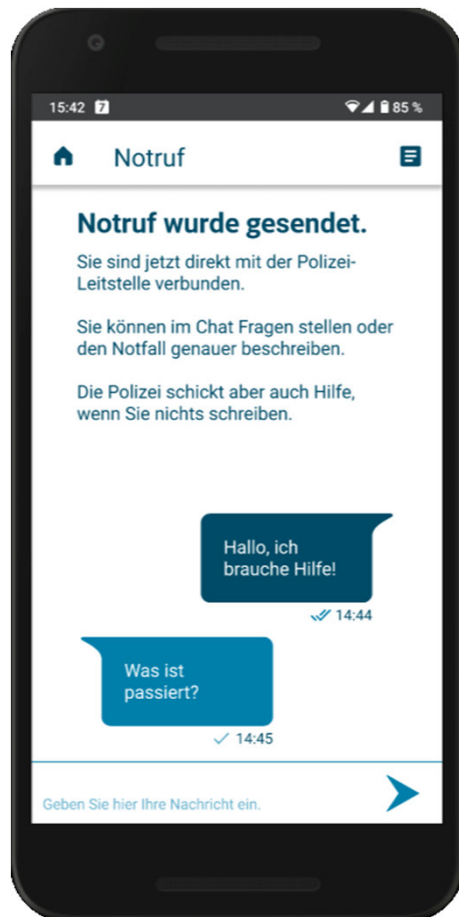 15:42 7 85 %
Notruf
Notruf wurde gesendet.
Sie sind jetzt direkt mit der Polizei-
Leitstelle verbunden.
Sie können im Chat Fragen stellen oder
den Notfall genauer beschreiben.
Die Polizei schickt aber auch Hilfe,
wenn Sie nichts schreiben.
Hallo, ich
brauche Hilfe!
14:44
Was ist
passiert?
14:45
Geben Sie hier Ihre Nachricht ein.